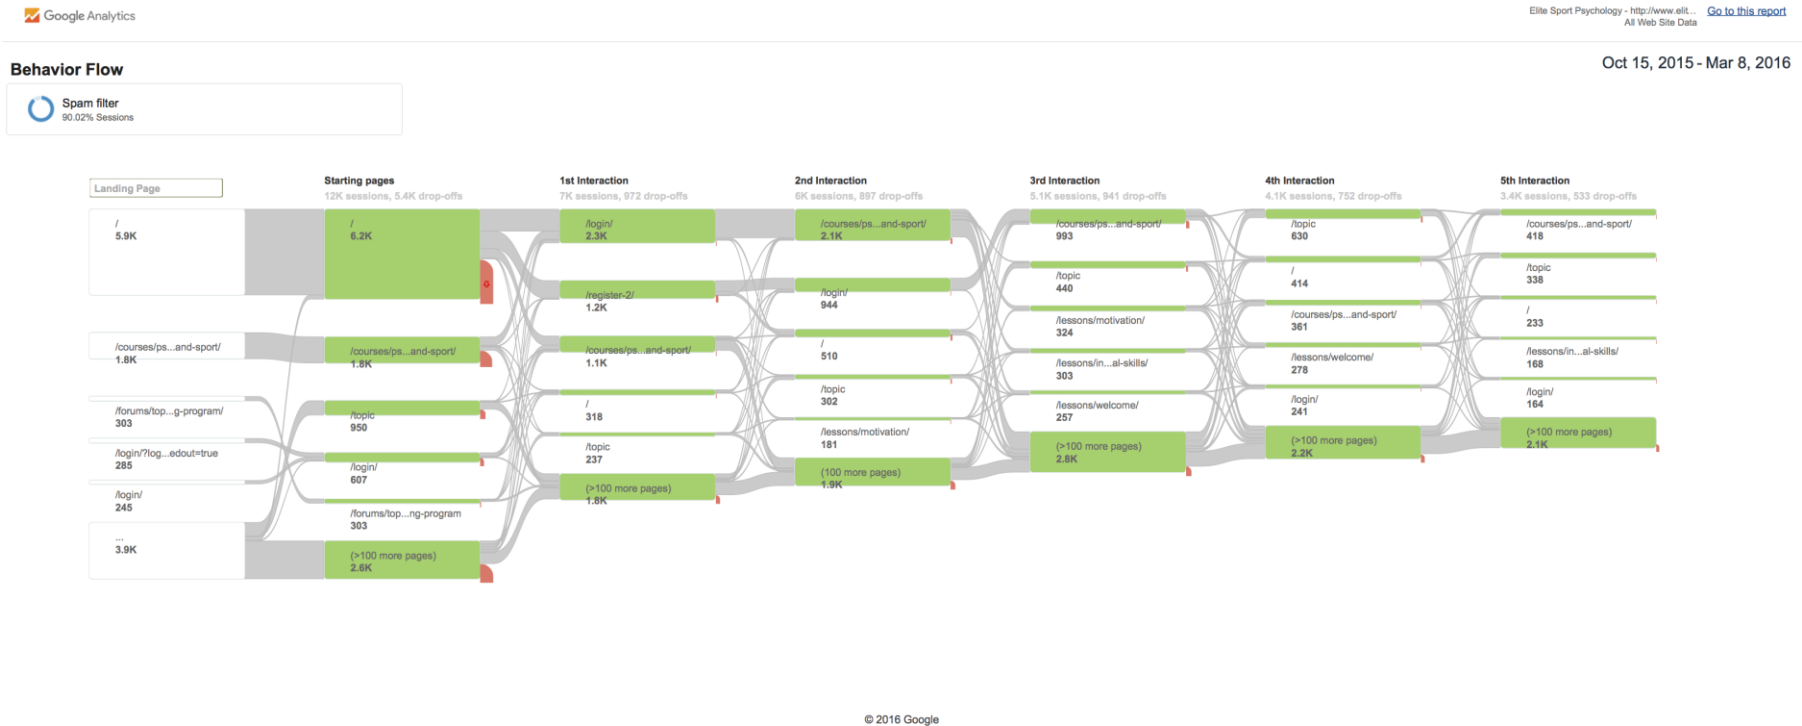 Google Analytics
Elite Sport Psychology - http://www.elit...
All Web Site Data
Go to this report
Behavior Flow
Oct 15, 2015 - Mar 8, 2016
Spam filter
90.02% Sessions
Landing Page
/
5.9K
/courses/ps...and-sport/
1.8K
/forums/top...g-program/
303
/login/?log...edout=true
285
/login/
245
...
3.9K
Starting pages
12K sessions, 5.4K drop-offs
/
6.2K
/courses/ps...and-sport/
1.8K
/topic
950
/login/
607
/forums/top...ng-program
303
(>100 more pages)
2.6K
1st Interaction
7K sessions, 972 drop-offs
/login/
2.3K
/register-2/
1.2K
/courses/ps...and-sport/
1.1K
/
318
/topic
237
(>100 more pages)
1.8K
2nd Interaction
6K sessions, 897 drop-offs
/courses/ps...and-sport/
2.1K
/login/
944
/
510
/topic
302
/lessons/motivation/
181
(100 more pages)
1.9K
3rd Interaction
5.1K sessions, 941 drop-offs
/courses/ps...and-sport/
993
/topic
440
/lessons/motivation/
324
/lessons/in...al-skills/
303
/lessons/welcome/
257
(>100 more pages)
2.8K
4th Interaction
4.1K sessions, 752 drop-offs
/topic
630
/
414
/courses/ps...and-sport/
361
/lessons/welcome/
278
/login/
241
(>100 more pages)
2.2K
5th Interaction
3.4K sessions, 533 drop-offs
/courses/ps...and-sport/
418
/topic
338
/
233
/lessons/in...al-skills/
168
/login/
164
(>100 more pages)
2.1K
© 2016 Google